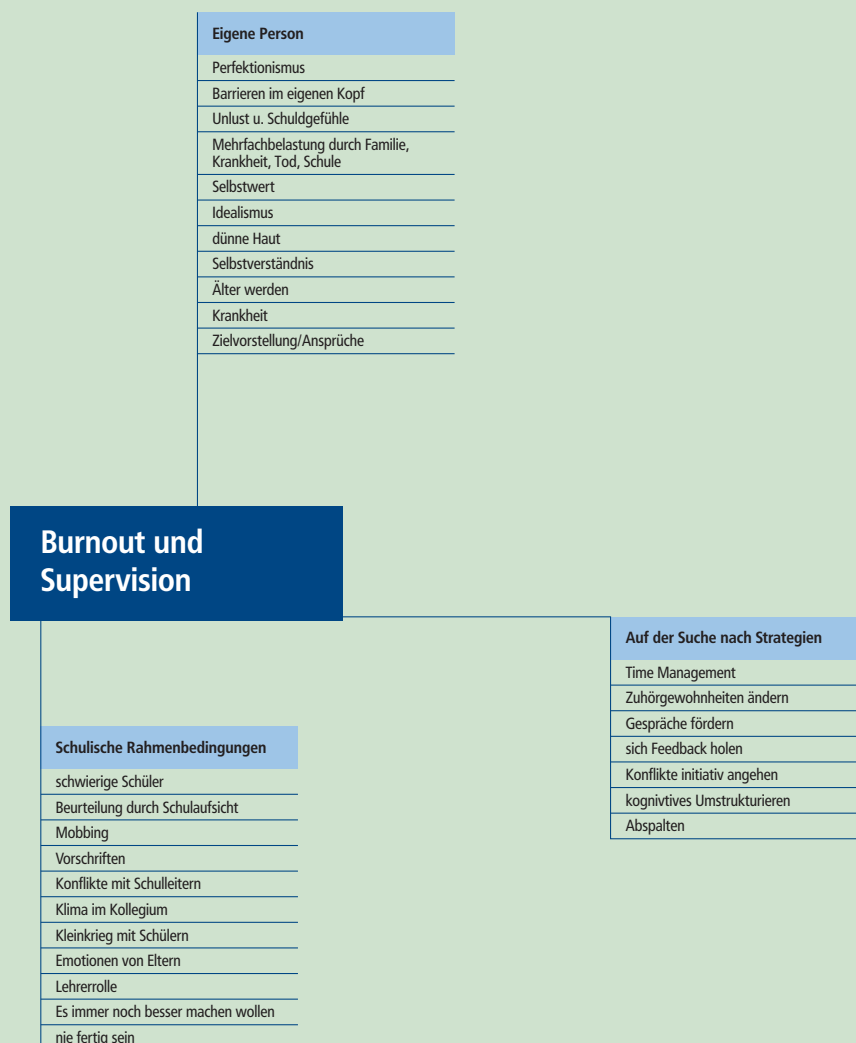 Eigene Person
Perfektionismus
Barrieren im eigenen Kopf
Unlust u. Schuldgefühle
Mehrfachbelastung durch Familie,
Krankheit, Tod, Schule
Selbstwert
Idealismus
dünne Haut
Selbstverständnis
Älter werden
Krankheit
Zielvorstellung/Ansprüche
Burnout und
Supervision
Auf der Suche nach Strategien
Time Management
Zuhörgewohnheiten ändern
Gespräche fördern
sich Feedback holen
Konflikte initiativ angehen
kognivtives Umstrukturieren
Abspalten
Schulische Rahmenbedingungen
schwierige Schüler
Beurteilung durch Schulaufsicht
Mobbing
Vorschriften
Konflikte mit Schulleitern
Klima im Kollegium
Kleinkrieg mit Schülern
Emotionen von Eltern
Lehrerrolle
Es immer noch besser machen wollen
nie fertig sein